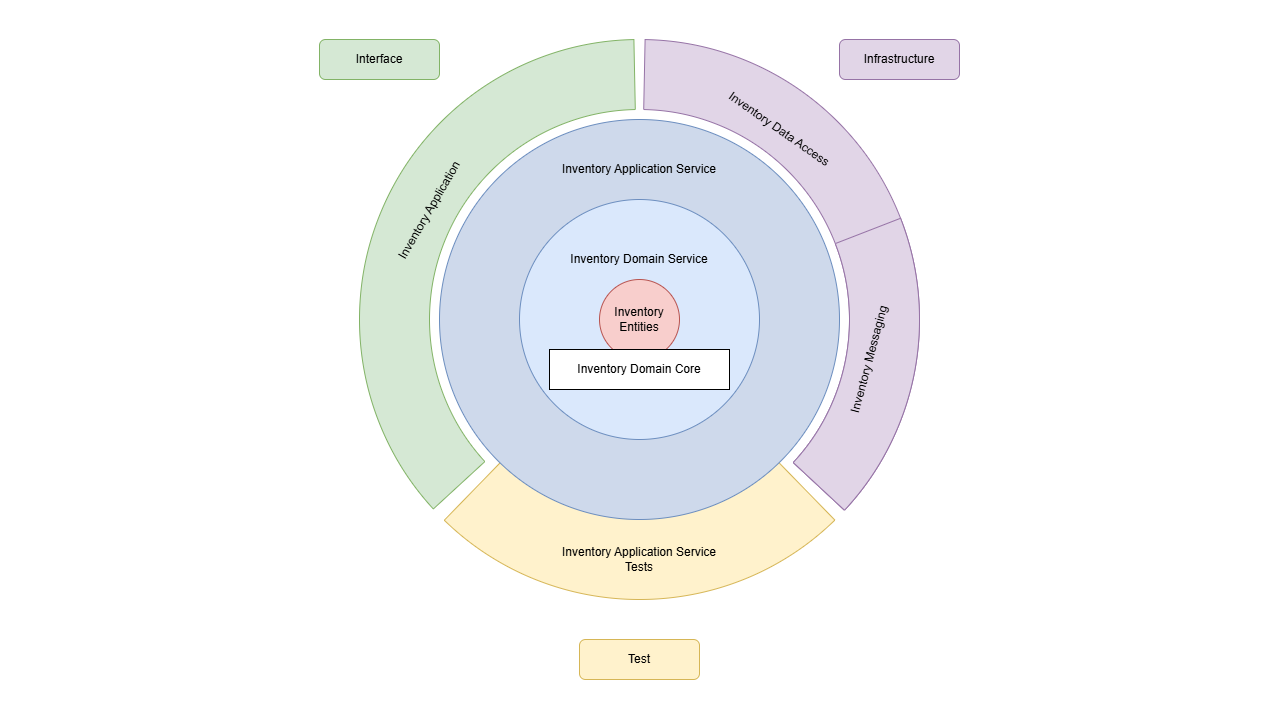 Interface
Infrastructure
Inventory Data Access
Inventory Application
Inventory Application Service
Inventory Domain Service
Inventory
Entities
Inventory Domain Core
Inventory Messaging
Inventory Application Service
Tests
Test